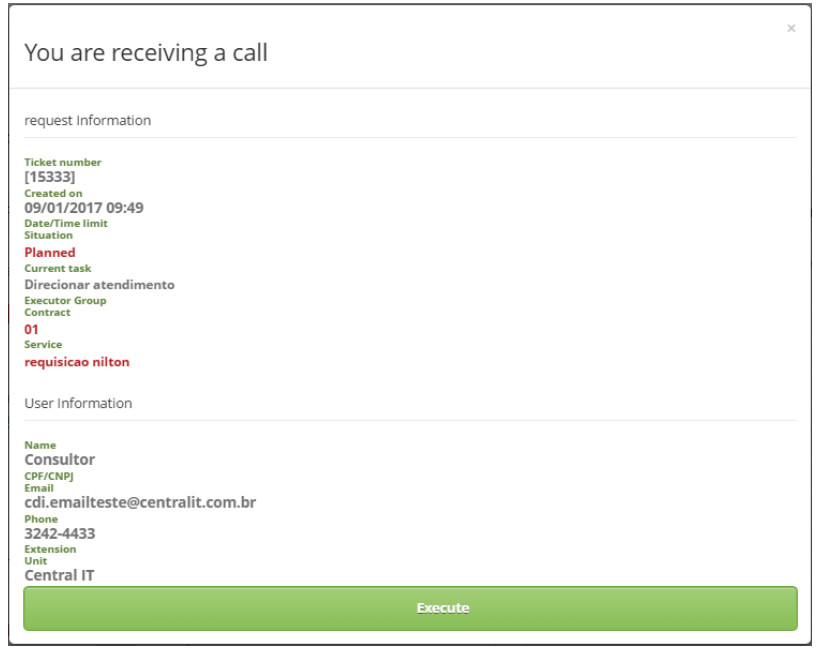 ×
You are receiving a call
request Information
Ticket number
[15333]
Created on
09/01/2017 09:49
Date/Time limit
Situation
Planned
Current task
Direcionar atendimento
Executor Group
Contract
01
Service
requisicao nilton
User Information
Name
Consultor
CPF/CNPJ
Email
cdi.emailteste@centralit.com.br
Phone
3242-4433
Extension
Unit
Central IT
Execute